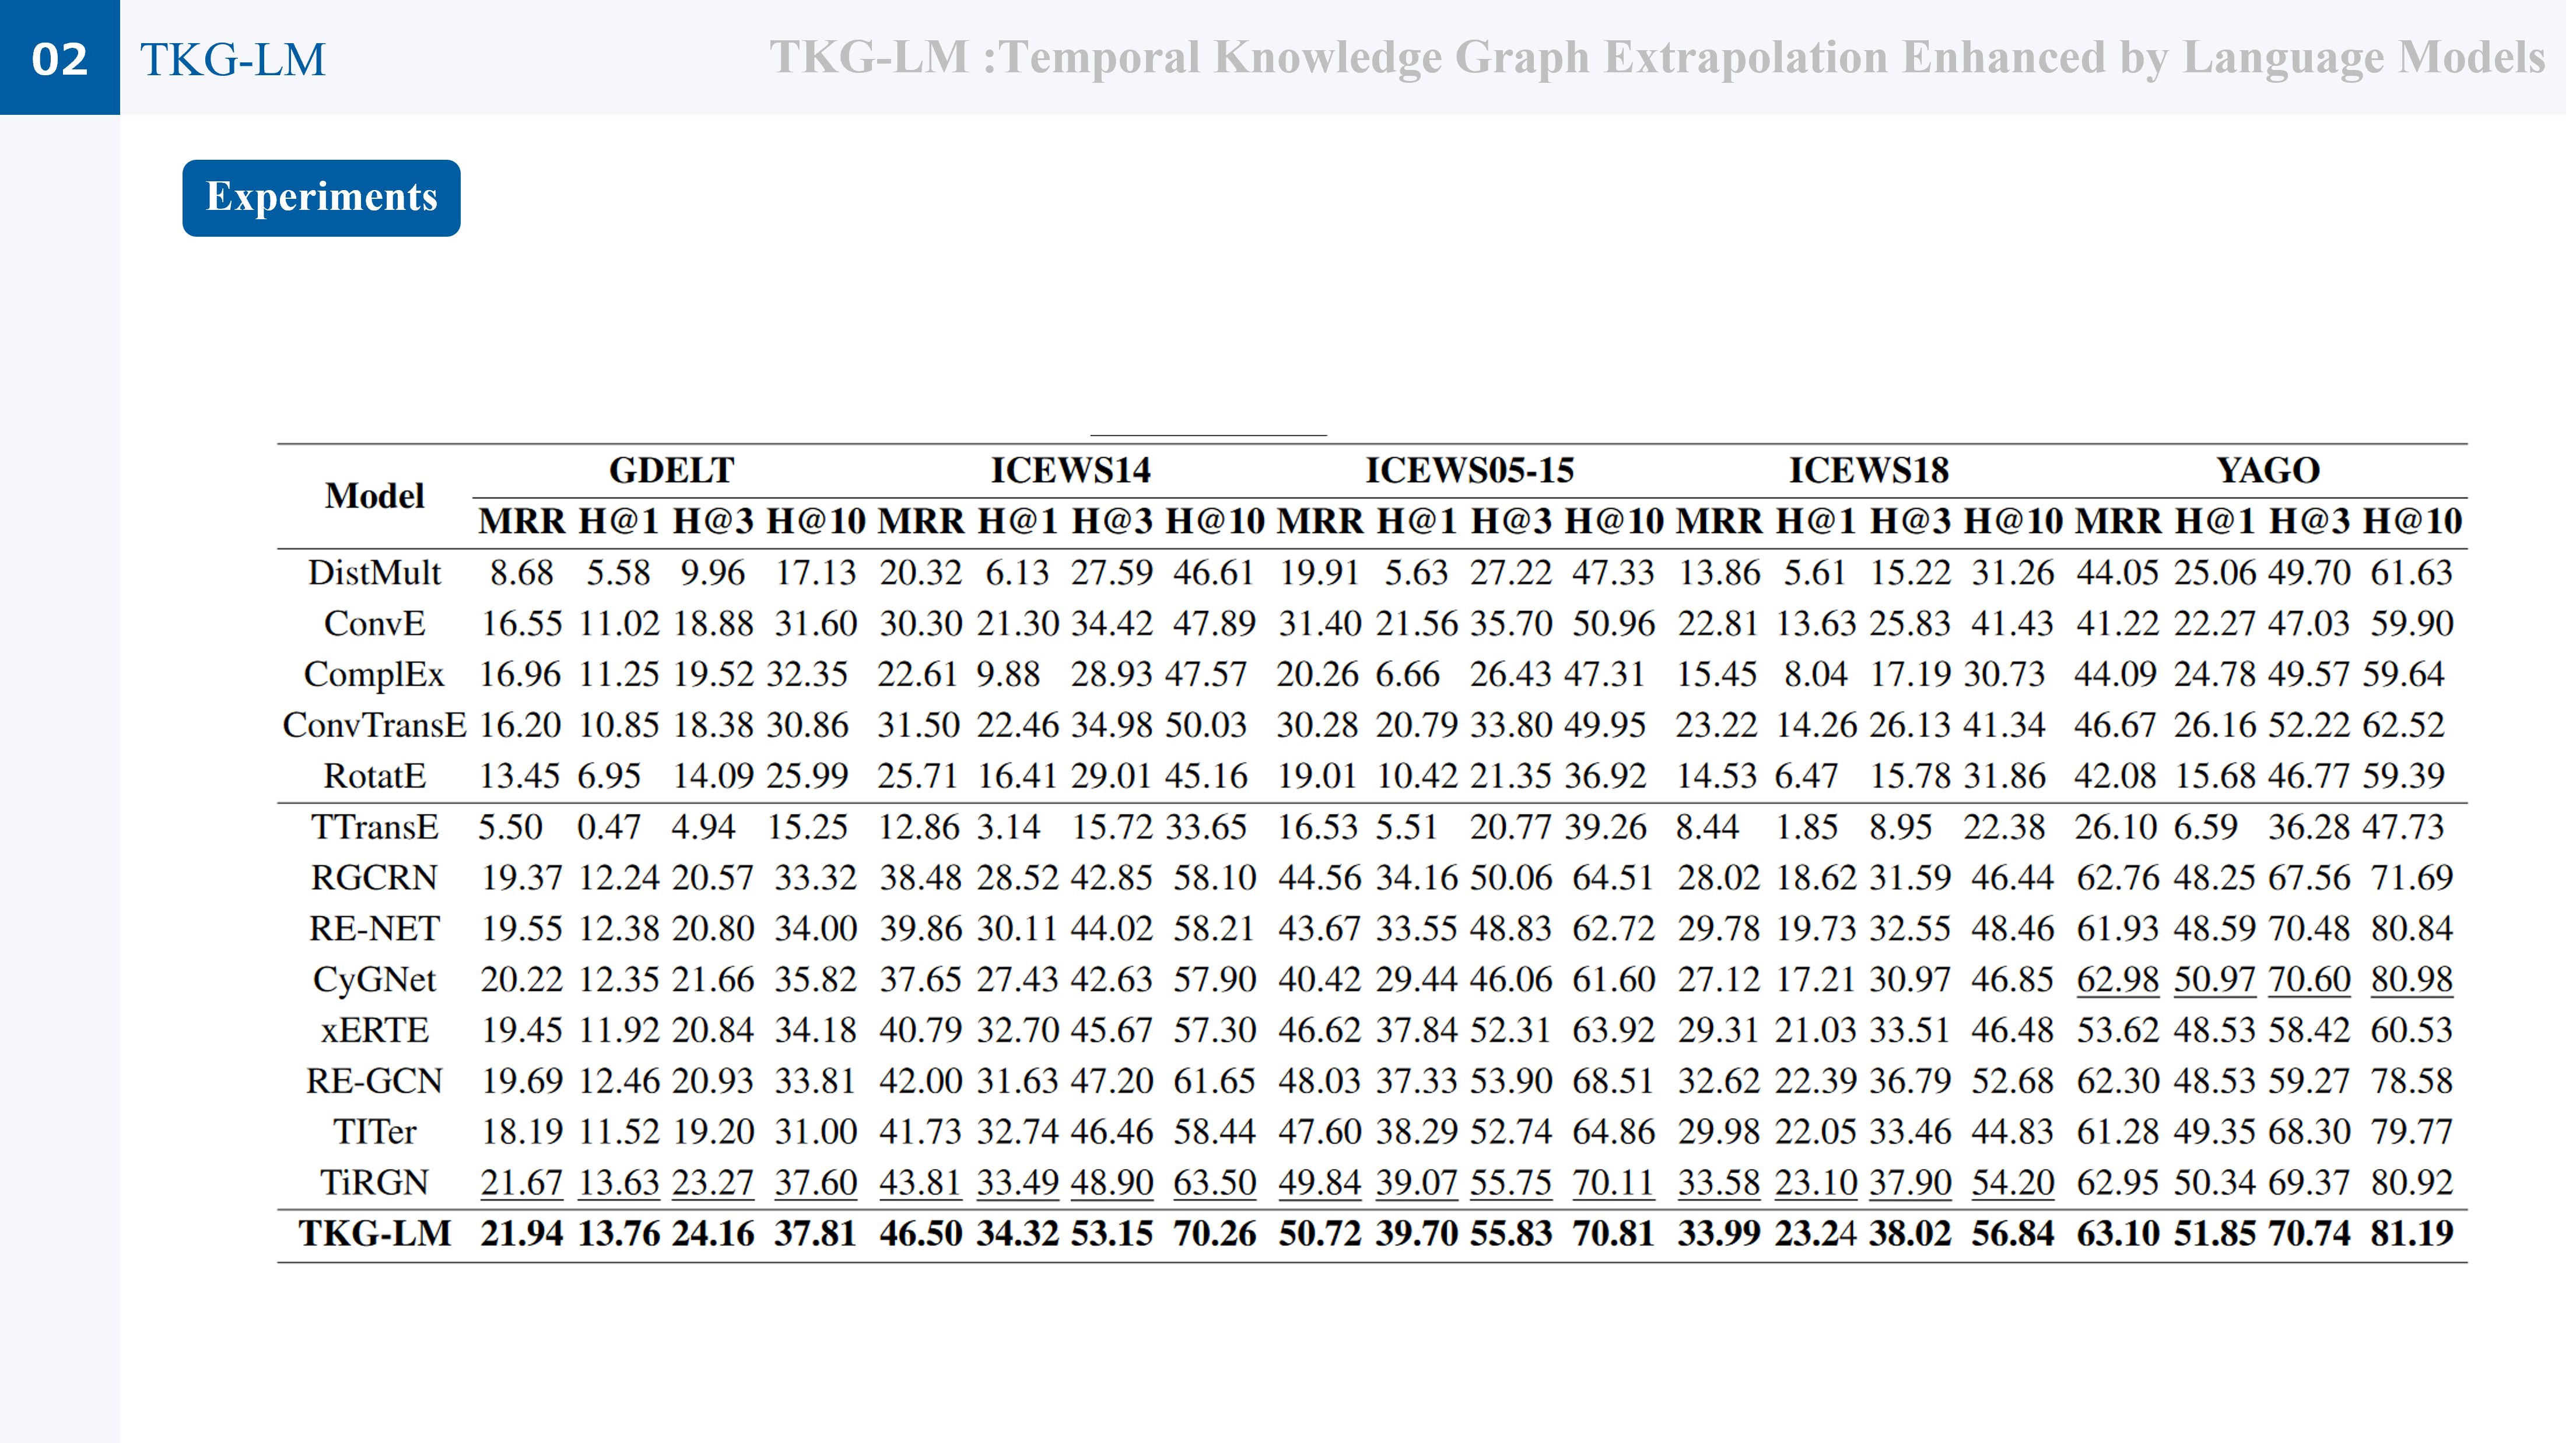 02 TKG-LM TKG-LM :Temporal Knowledge Graph Extrapolation Enhanced by Language Models
Experiments
Model GDELT ICEWS14 ICEWS05-15 ICEWS18 YAGO
MRR H@1 H@3 H@10 MRR H@1 H@3 H@10 MRR H@1 H@3 H@10 MRR H@1 H@3 H@10 MRR H@1 H@3 H@10
DistMult 8.68 5.58 9.96 17.13 20.32 6.13 27.59 46.61 19.91 5.63 27.22 47.33 13.86 5.61 15.22 31.26 44.05 25.06 49.70 61.63
ConvE 16.55 11.02 18.88 31.60 30.30 21.30 34.42 47.89 31.40 21.56 35.70 50.96 22.81 13.63 25.83 41.43 41.22 22.27 47.03 59.90
ComplEx 16.96 11.25 19.52 32.35 22.61 9.88 28.93 47.57 20.26 6.66 26.43 47.31 15.45 8.04 17.19 30.73 44.09 24.78 49.57 59.64
ConvTransE 16.20 10.85 18.38 30.86 31.50 22.46 34.98 50.03 30.28 20.79 33.80 49.95 23.22 14.26 26.13 41.34 46.67 26.16 52.22 62.52
RotatE 13.45 6.95 14.09 25.99 25.71 16.41 29.01 45.16 19.01 10.42 21.35 36.92 14.53 6.47 15.78 31.86 42.08 15.68 46.77 59.39
TTransE 5.50 0.47 4.94 15.25 12.86 3.14 15.72 33.65 16.53 5.51 20.77 39.26 8.44 1.85 8.95 22.38 26.10 6.59 36.28 47.73
RGCRN 19.37 12.24 20.57 33.32 38.48 28.52 42.85 58.10 44.56 34.16 50.06 64.51 28.02 18.62 31.59 46.44 62.76 48.25 67.56 71.69
RE-NET 19.55 12.38 20.80 34.00 39.86 30.11 44.02 58.21 43.67 33.55 48.83 62.72 29.78 19.73 32.55 48.46 61.93 48.59 70.48 80.84
CyGNet 20.22 12.35 21.66 35.82 37.65 27.43 42.63 57.90 40.42 29.44 46.06 61.60 27.12 17.21 30.97 46.85 62.98 50.97 70.60 80.98
xERTE 19.45 11.92 20.84 34.18 40.79 32.70 45.67 57.30 46.62 37.84 52.31 63.92 29.31 21.03 33.51 46.48 53.62 48.53 58.42 60.53
RE-GCN 19.69 12.46 20.93 33.81 42.00 31.63 47.20 61.65 48.03 37.33 53.90 68.51 32.62 22.39 36.79 52.68 62.30 48.53 59.27 78.58
TITer 18.19 11.52 19.20 31.00 41.73 32.74 46.46 58.44 47.60 38.29 52.74 64.86 29.98 22.05 33.46 44.83 61.28 49.35 68.30 79.77
TiRGN 21.67 13.63 23.27 37.60 43.81 33.49 48.90 63.50 49.84 39.07 55.75 70.11 33.58 23.10 37.90 54.20 62.95 50.34 69.37 80.92
TKG-LM 21.94 13.76 24.16 37.81 46.50 34.32 53.15 70.26 50.72 39.70 55.83 70.81 33.99 23.24 38.02 56.84 63.10 51.85 70.74 81.19